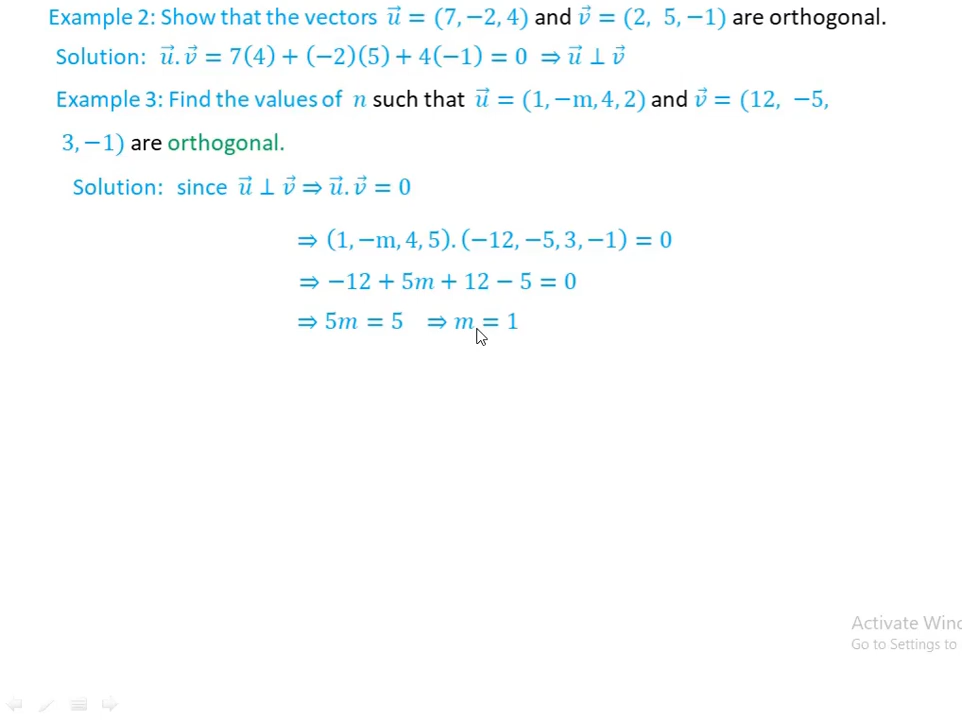 Example 2: Show that the vectors u⃗ = (7, −2, 4) and v⃗ = (2, 5, −1) are orthogonal.
Solution: u⃗. v⃗ = 7(4) + (−2)(5) + 4(−1) = 0 ⇒ u⃗ ⊥ v⃗
Example 3: Find the values of n such that u⃗ = (1, −m, 4, 2) and v⃗ = (12, −5,
3, −1) are orthogonal.
Solution: since u⃗ ⊥ v⃗ ⇒ u⃗. v⃗ = 0
⇒ (1, −m, 4, 5). (−12, −5, 3, −1) = 0
⇒ −12 + 5m + 12 − 5 = 0
⇒ 5m = 5 ⇒ m = 1
Activate Winc
Go to Settings to